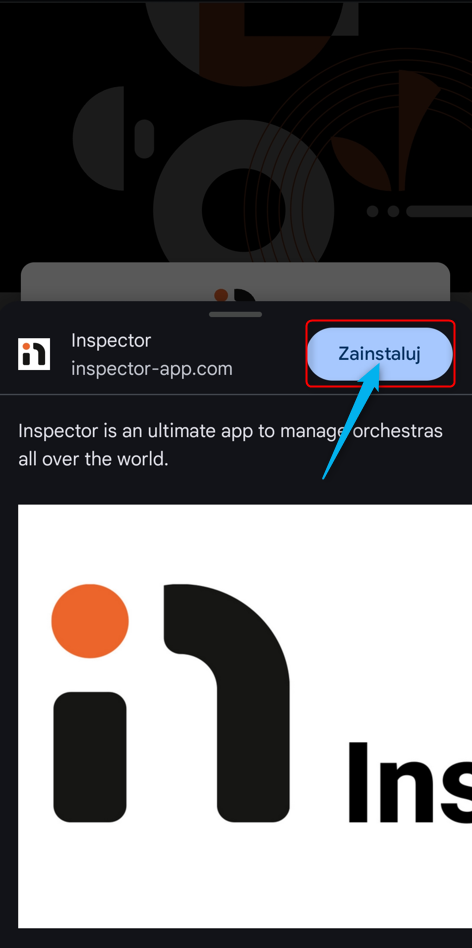 Inspector
inspector-app.com
Zainstaluj
Inspector is an ultimate app to manage orchestras
all over the world.
Ins